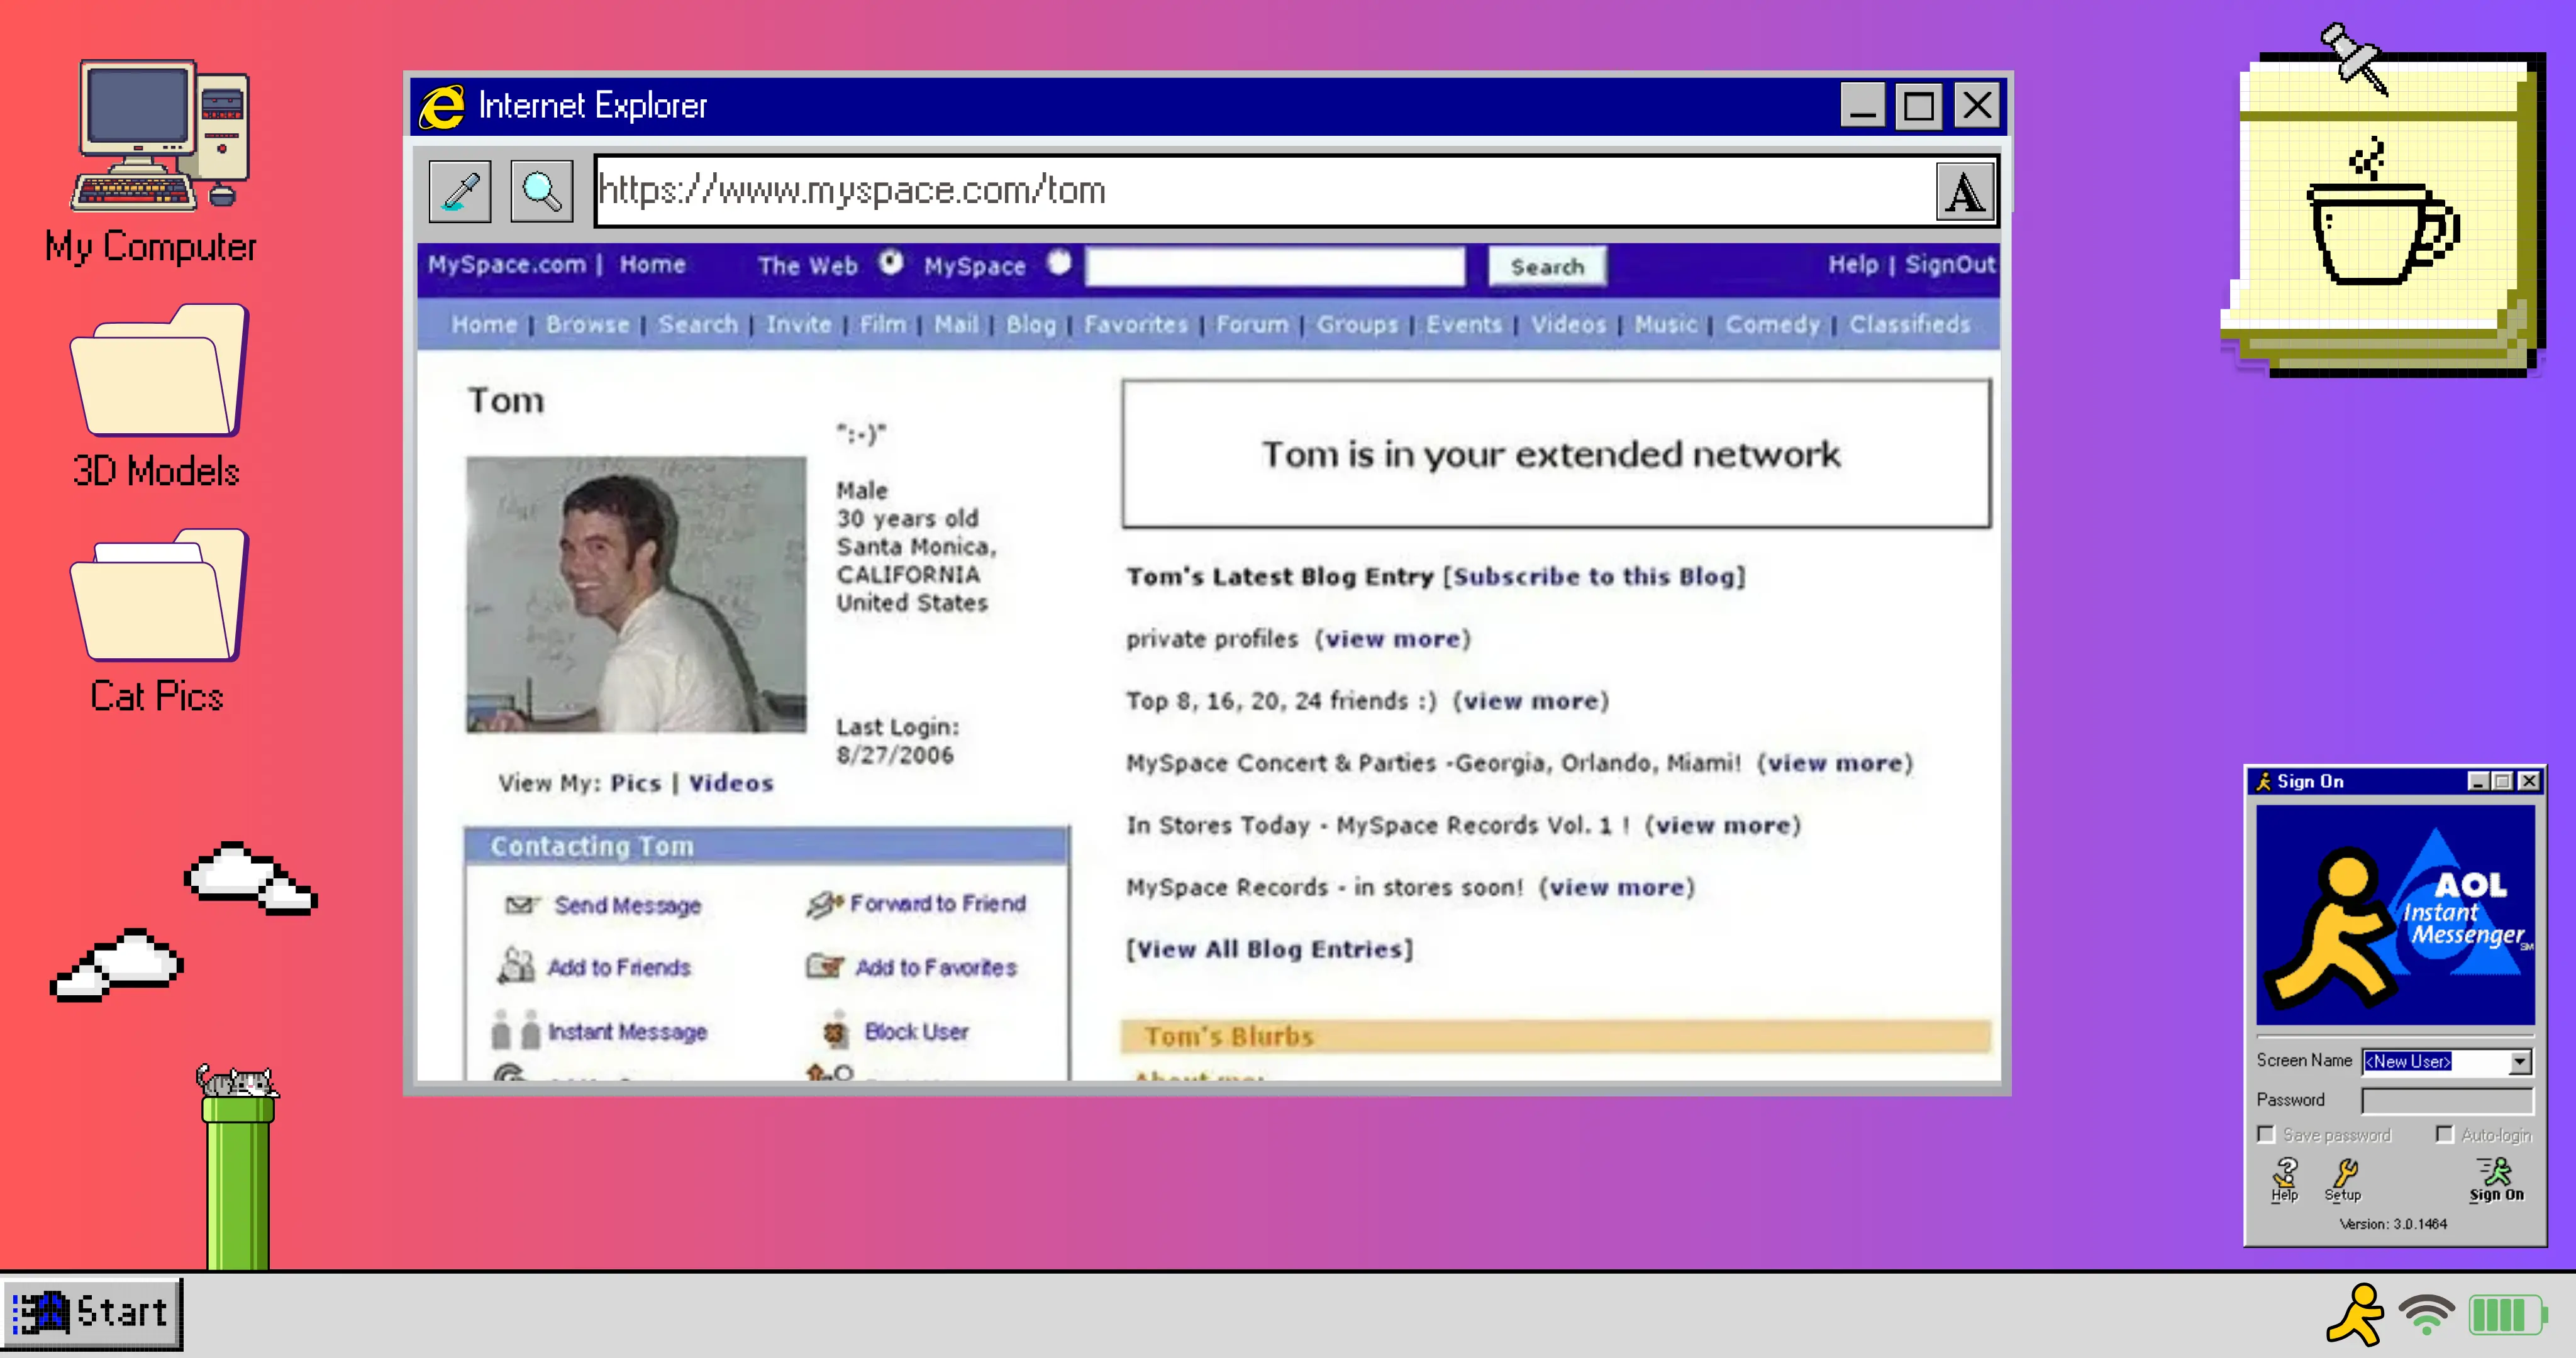 My Computer
3D Models
Cat Pics
Internet Explorer
https://www.myspace.com/tom
A
MySpace.com | Home
The Web
MySpace
Search
Help | SignOut
Home | Browse | Search | Invite | Film | Mail | Blog | Favorites | Forum | Groups | Events | Videos | Music | Comedy | Classifieds
Tom
":-)"
Male
30 years old
Santa Monica,
CALIFORNIA
United States
Last Login:
8/27/2006
View My: Pics | Videos
Contacting Tom
Send Message
Forward to Friend
Add to Friends
Add to Favorites
Instant Message
Block User
Tom is in your extended network
Tom's Latest Blog Entry [Subscribe to this Blog]
private profiles (view more)
Top 8, 16, 20, 24 friends :) (view more)
MySpace Concert & Parties -Georgia, Orlando, Miami! (view more)
In Stores Today - MySpace Records Vol. 1 ! (view more)
MySpace Records - in stores soon! (view more)
[View All Blog Entries]
Tom's Blurbs
Sign On
AOL
Instant
Messenger
SM
Screen Name
<New User>
Password
Save password
Auto-login
Help
Setup
Sign On
Version: 3.0.1464
Start